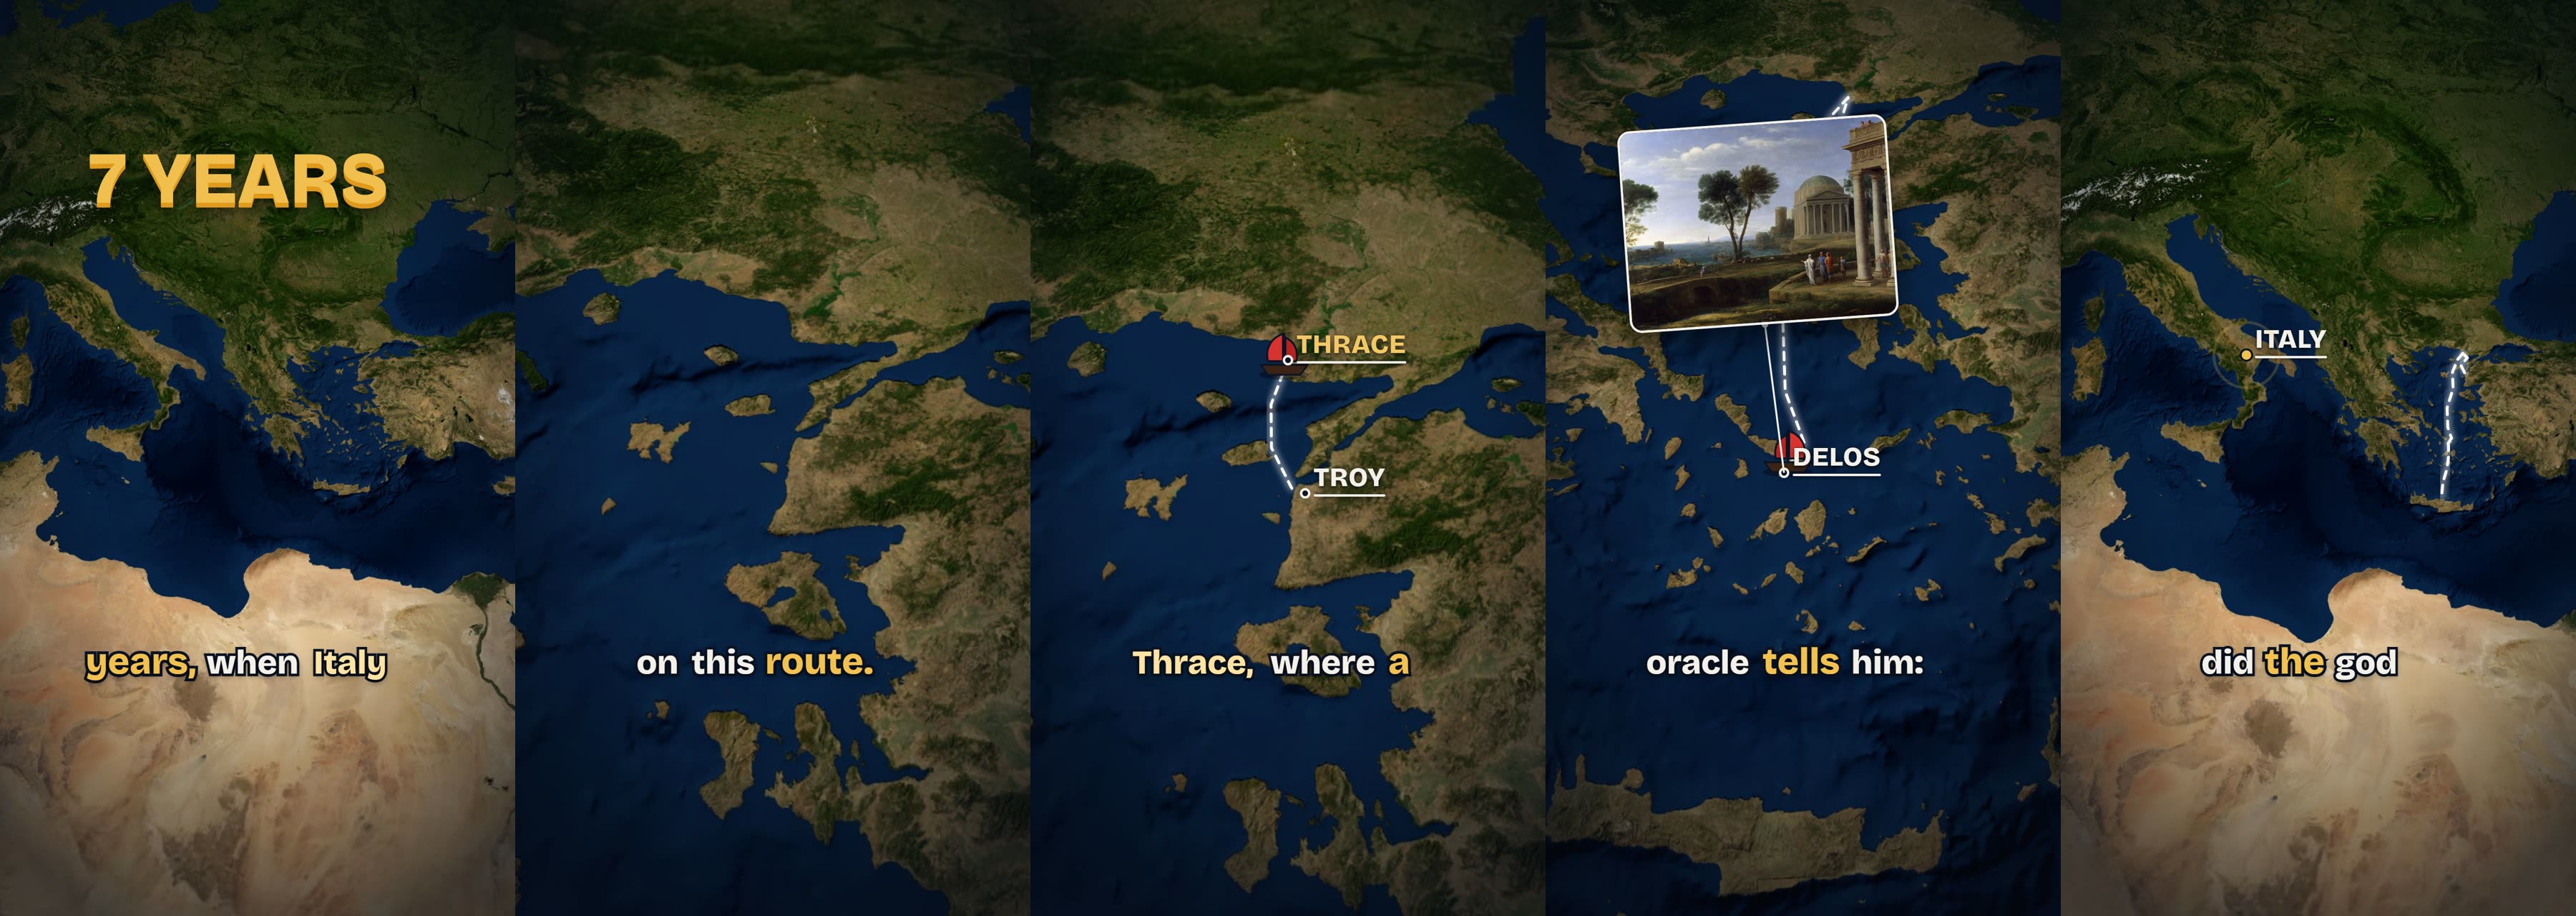 7 YEARS
years, when Italy
on this route.
THRACE
TROY
Thrace, where a
DELOS
oracle tells him:
ITALY
did the god